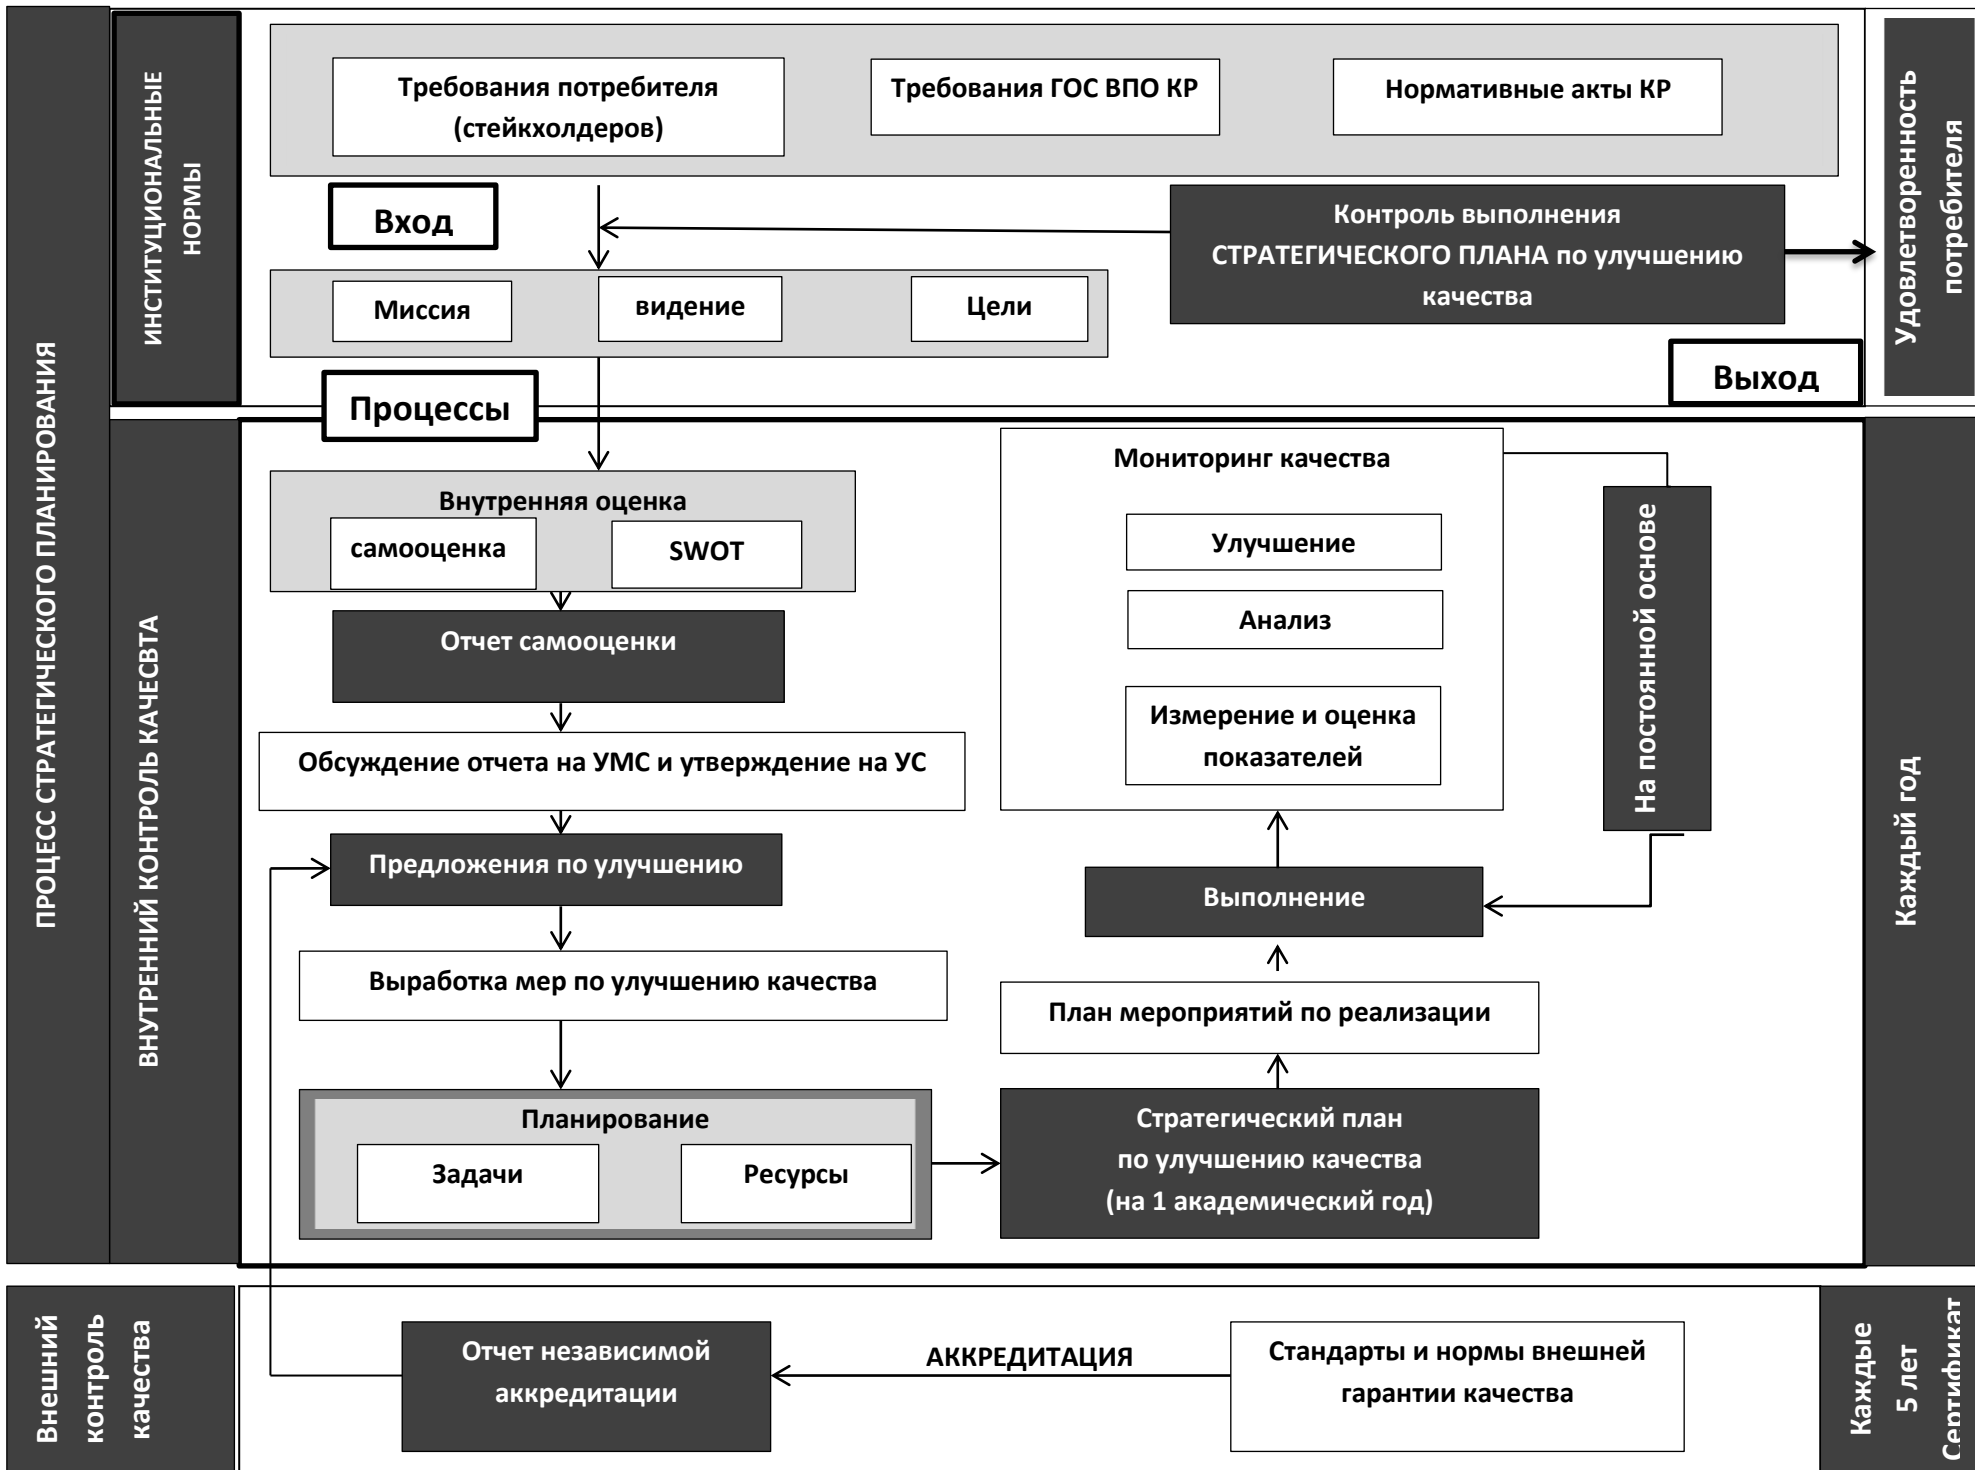 ПРОЦЕСС СТРАТЕГИЧЕСКОГО ПЛАНИРОВАНИЯ
ИНСТИТУЦИОНАЛЬНЫЕ
НОРМЫ
Требования потребителя
(стейкхолдеров)
Требования ГОС ВПО КР
Нормативные акты КР
Удовлетворенность
потребителя
Вход
Контроль выполнения
СТРАТЕГИЧЕСКОГО ПЛАНА по улучшению
качества
Миссия
видение
Цели
Выход
Процессы
ВНУТРЕННИЙ КОНТРОЛЬ КАЧЕСВТА
Внутренняя оценка
самооценка
SWOT
Отчет самооценки
Обсуждение отчета на УМС и утверждение на УС
Предложения по улучшению
Выработка мер по улучшению качества
Планирование
Задачи
Ресурсы
Мониторинг качества
Улучшение
Анализ
Измерение и оценка
показателей
На постоянной основе
Выполнение
План мероприятий по реализации
Стратегический план
по улучшению качества
(на 1 академический год)
Каждый год
Внешний
контроль
качества
Отчет независимой
аккредитации
АККРЕДИТАЦИЯ
Стандарты и нормы внешней
гарантии качества
Каждые
5 лет
Сертификат